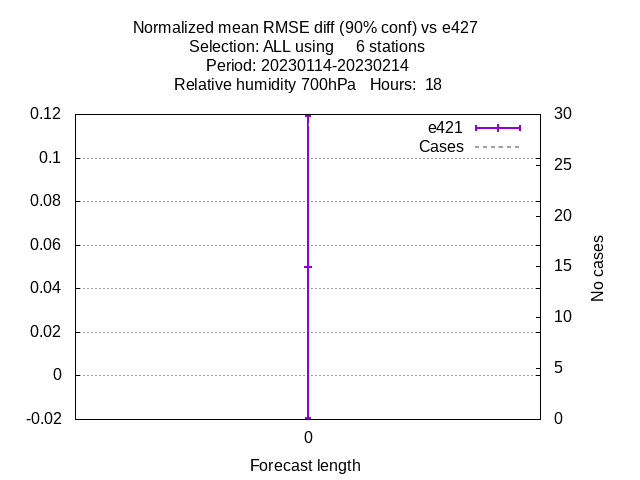 Normalized mean RMSE diff (90% conf) vs e427
Selection: ALL using     6 stations
Period: 20230114-20230214
Relative humidity 700hPa   Hours:  18
0.12
0.1
0.08
0.06
0.04
0.02
0
-0.02
e421
Cases
30
25
20
15
10
5
0
No cases
0
Forecast length